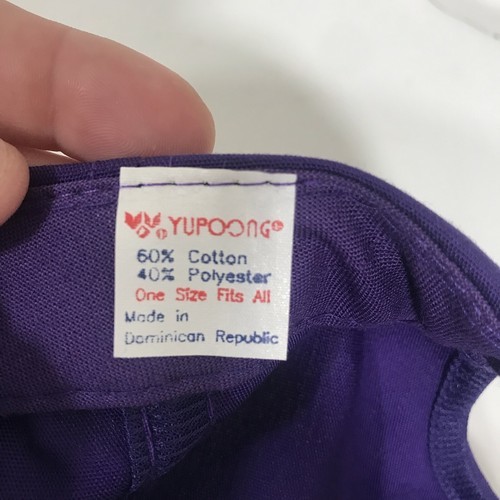 YUPOONG®
60% Cotton
40% Polyester
One Size Fits All
Made in
Dominican Republic